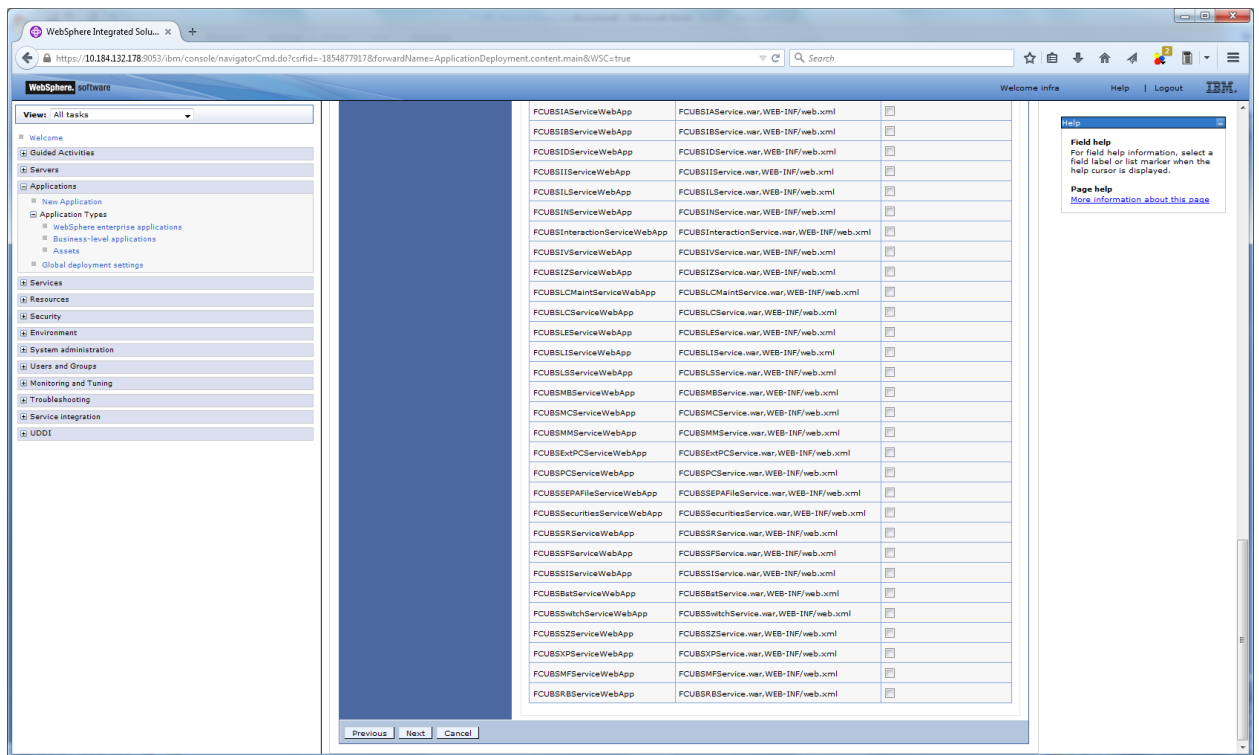 WebSphere Integrated Solu... × +
https://10.184.132.178:9053/ibm/console/navigatorCmd.do?csrfid=-1854877917&forwardName=ApplicationDeployment.content.main&WSC=true
Search
2
WebSphere. software
Welcome infra
Help | Logout
IBM.
View: All tasks
Welcome
Guided Activities
Servers
Applications
New Application
Application Types
WebSphere enterprise applications
Business-level applications
Assets
Global deployment settings
Services
Resources
Security
Environment
System administration
Users and Groups
Monitoring and Tuning
Troubleshooting
Service integration
UDDI
FCUBSIAServiceWebApp FCUBSIAService.war,WEB-INF/web.xml
FCUBSIBServiceWebApp FCUBSIBService.war,WEB-INF/web.xml
FCUBSIDServiceWebApp FCUBSIDService.war,WEB-INF/web.xml
FCUBSIIServiceWebApp FCUBSIIService.war,WEB-INF/web.xml
FCUBSILServiceWebApp FCUBSILService.war,WEB-INF/web.xml
FCUBSINServiceWebApp FCUBSINService.war,WEB-INF/web.xml
FCUBSInteractionServiceWebApp FCUBSInteractionService.war,WEB-INF/web.xml
FCUBSIVServiceWebApp FCUBSIVService.war,WEB-INF/web.xml
FCUBSIZServiceWebApp FCUBSIZService.war,WEB-INF/web.xml
FCUBSLCMaintServiceWebApp FCUBSLCMaintService.war,WEB-INF/web.xml
FCUBSLCServiceWebApp FCUBSLCService.war,WEB-INF/web.xml
FCUBSLEServiceWebApp FCUBSLEService.war,WEB-INF/web.xml
FCUBSLIServiceWebApp FCUBSLIService.war,WEB-INF/web.xml
FCUBSLSServiceWebApp FCUBSLSService.war,WEB-INF/web.xml
FCUBSMBServiceWebApp FCUBSMBService.war,WEB-INF/web.xml
FCUBSMCServiceWebApp FCUBSMCService.war,WEB-INF/web.xml
FCUBSMMServiceWebApp FCUBSMMService.war,WEB-INF/web.xml
FCUBSExtPCServiceWebApp FCUBSExtPCService.war,WEB-INF/web.xml
FCUBSPCServiceWebApp FCUBSPCService.war,WEB-INF/web.xml
FCUBSSEPAFileServiceWebApp FCUBSSEPAFileService.war,WEB-INF/web.xml
FCUBSSecuritiesServiceWebApp FCUBSSecuritiesService.war,WEB-INF/web.xml
FCUBSSRServiceWebApp FCUBSSRService.war,WEB-INF/web.xml
FCUBSSFServiceWebApp FCUBSSFService.war,WEB-INF/web.xml
FCUBSSIServiceWebApp FCUBSSIService.war,WEB-INF/web.xml
FCUBSBstServiceWebApp FCUBSBstService.war,WEB-INF/web.xml
FCUBSSwitchServiceWebApp FCUBSSwitchService.war,WEB-INF/web.xml
FCUBSSZServiceWebApp FCUBSSZService.war,WEB-INF/web.xml
FCUBSXPServiceWebApp FCUBSXPService.war,WEB-INF/web.xml
FCUBSMFServiceWebApp FCUBSMFService.war,WEB-INF/web.xml
FCUBSRBServiceWebApp FCUBSRBService.war,WEB-INF/web.xml
Previous Next Cancel
Help
Field help
For field help information, select a
field label or list marker when the
help cursor is displayed.
Page help
More information about this page